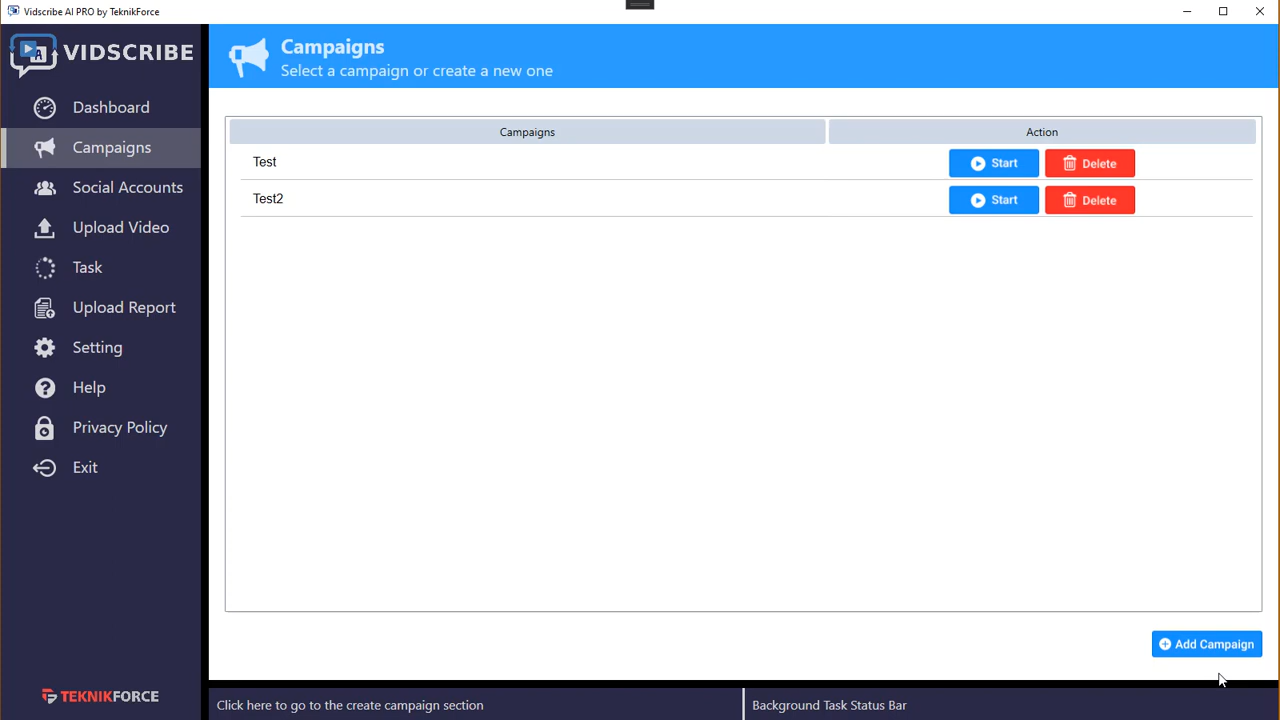 Vidscribe AI PRO by TeknikForce
VIDSCRIBE
Dashboard
Campaigns
Social Accounts
Upload Video
Task
Upload Report
Setting
Help
Privacy Policy
Exit
TEKNIKFORCE
Campaigns
Select a campaign or create a new one
Campaigns Action
Test Start Delete
Test2 Start Delete
Add Campaign
Click here to go to the create campaign section
Background Task Status Bar